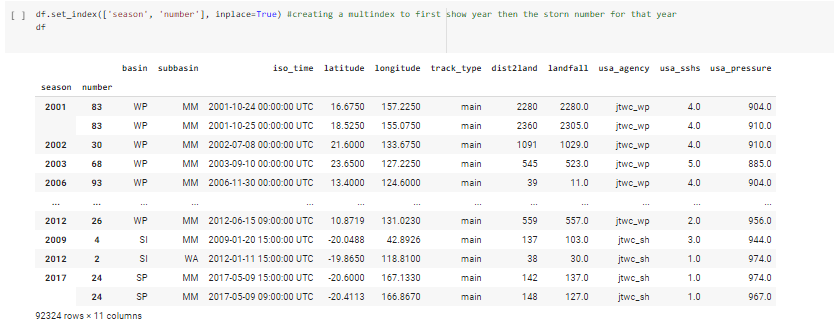 [ ] df.set_index(['season', 'number'], inplace=True) #creating a multindex to first show year then the storn number for that year
df
basin subbasin iso_time latitude longitude track_type dist2land landfall usa_agency usa_sshs usa_pressure
season number
2001 83 WP MM 2001-10-24 00:00:00 UTC 16.6750 157.2250 main 2280 2280.0 jtwc_wp 4.0 904.0
83 WP MM 2001-10-25 00:00:00 UTC 18.5250 155.0750 main 2360 2305.0 jtwc_wp 4.0 910.0
2002 30 WP MM 2002-07-08 00:00:00 UTC 21.6000 133.6750 main 1091 1029.0 jtwc_wp 4.0 910.0
2003 68 WP MM 2003-09-10 00:00:00 UTC 23.6500 127.2250 main 545 523.0 jtwc_wp 5.0 885.0
2006 93 WP MM 2006-11-30 00:00:00 UTC 13.4000 124.6000 main 39 11.0 jtwc_wp 4.0 904.0
... ... ... ... ... ... ... ... ... ... ... ... ...
2012 26 WP MM 2012-06-15 09:00:00 UTC 10.8719 131.0230 main 559 557.0 jtwc_wp 2.0 956.0
2009 4 SI MM 2009-01-20 15:00:00 UTC -20.0488 42.8926 main 137 103.0 jtwc_sh 3.0 944.0
2012 2 SI WA 2012-01-11 15:00:00 UTC -19.8650 118.8100 main 38 30.0 jtwc_sh 1.0 974.0
2017 24 SP MM 2017-05-09 15:00:00 UTC -20.6000 167.1330 main 142 137.0 jtwc_sh 1.0 974.0
24 SP MM 2017-05-09 09:00:00 UTC -20.4113 166.8670 main 148 127.0 jtwc_sh 1.0 967.0
92324 rows × 11 columns